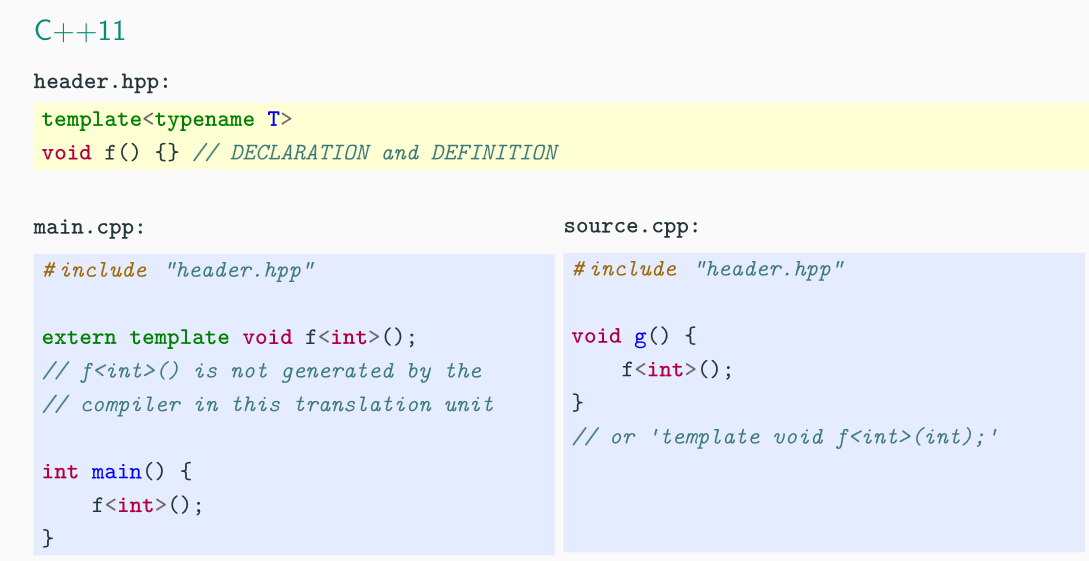 C++11
header.hpp:
template<typename T>
void f() {} // DECLARATION and DEFINITION
main.cpp:
#include "header.hpp"
extern template void f<int>();
// f<int>() is not generated by the
// compiler in this translation unit
int main() {
    f<int>();
}
source.cpp:
#include "header.hpp"
void g() {
    f<int>();
}
// or 'template void f<int>(int);'